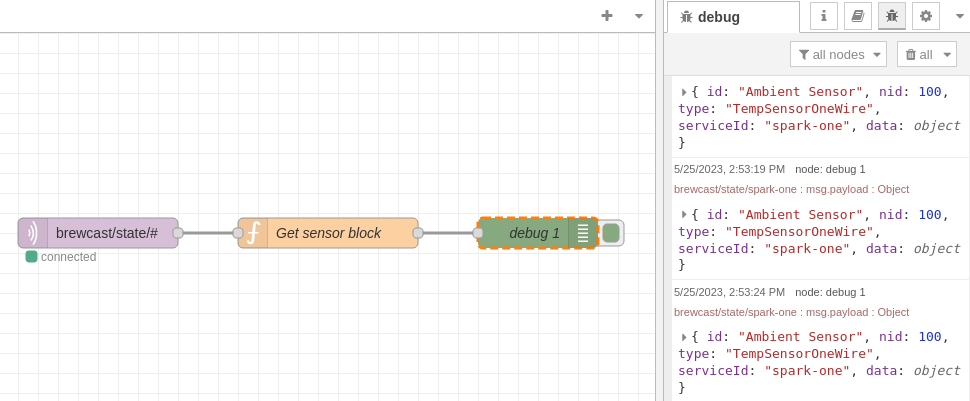 brewcast/state/#
connected
Get sensor block
debug 1
debug
all nodes
all
{ id: "Ambient Sensor", nid: 100,
type: "TempSensorOneWire",
serviceId: "spark-one", data: object
}
5/25/2023, 2:53:19 PM node: debug 1
brewcast/state/spark-one : msg.payload : Object
{ id: "Ambient Sensor", nid: 100,
type: "TempSensorOneWire",
serviceId: "spark-one", data: object
}
5/25/2023, 2:53:24 PM node: debug 1
brewcast/state/spark-one : msg.payload : Object
{ id: "Ambient Sensor", nid: 100,
type: "TempSensorOneWire",
serviceId: "spark-one", data: object
}